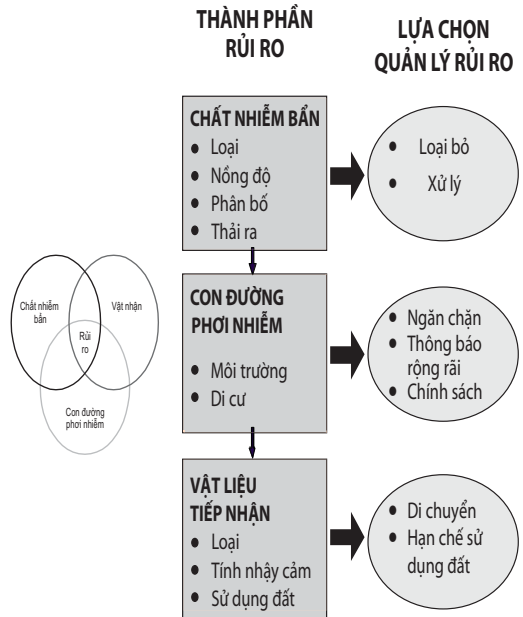 THÀNH PHẦN
RỦI RO
LỰA CHỌN
QUẢN LÝ RỦI RO
CHẤT NHIỄM BẨN
• Loại
• Nồng độ
• Phân bố
• Thải ra
• Loại bỏ
• Xử lý
Chất nhiễm
bẩn
Vật nhận
Rủi
ro
Con đường
phơi nhiễm
CON ĐƯỜNG
PHƠI NHIỄM
• Môi trường
• Di cư
• Ngăn chặn
• Thông báo
rộng rãi
• Chính sách
VẬT LIỆU
TIẾP NHẬN
• Loại
• Tính nhậy cảm
• Sử dụng đất
• Di chuyển
• Hạn chế sử
dụng đất